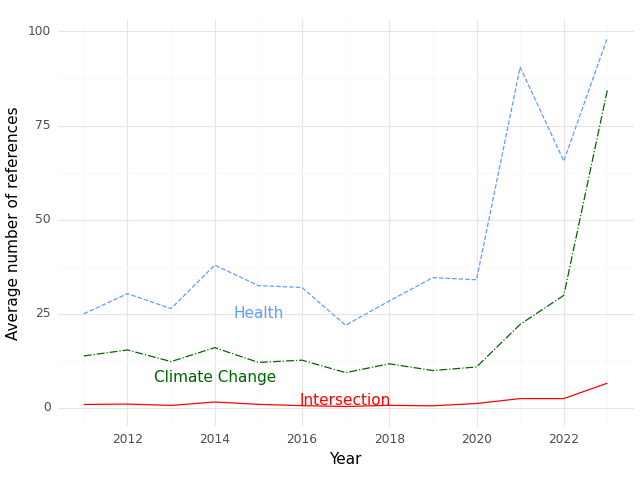 100
75
50
25
0
Average number of references
Health
Climate Change
Intersection
2012 2014 2016 2018 2020 2022
Year